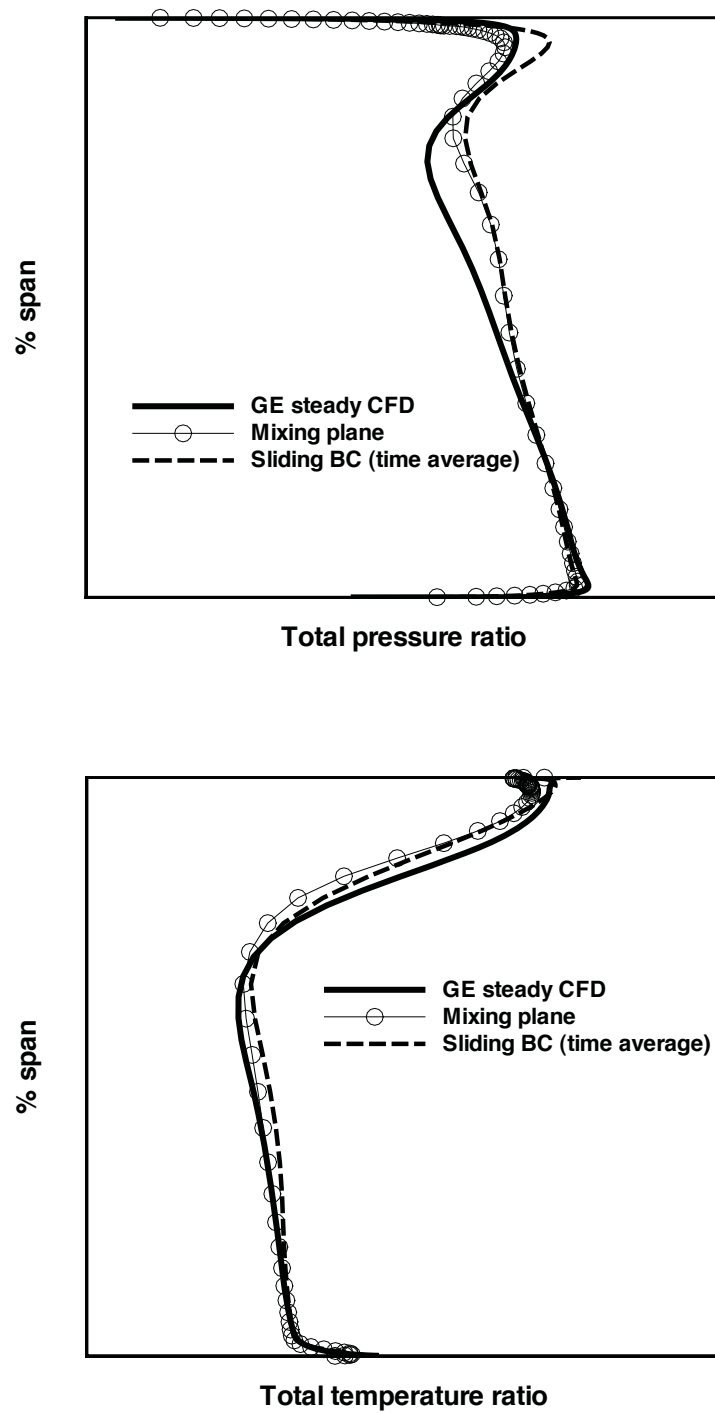 % span
GE steady CFD
Mixing plane
Sliding BC (time average)
Total pressure ratio
% span
GE steady CFD
Mixing plane
Sliding BC (time average)
Total temperature ratio